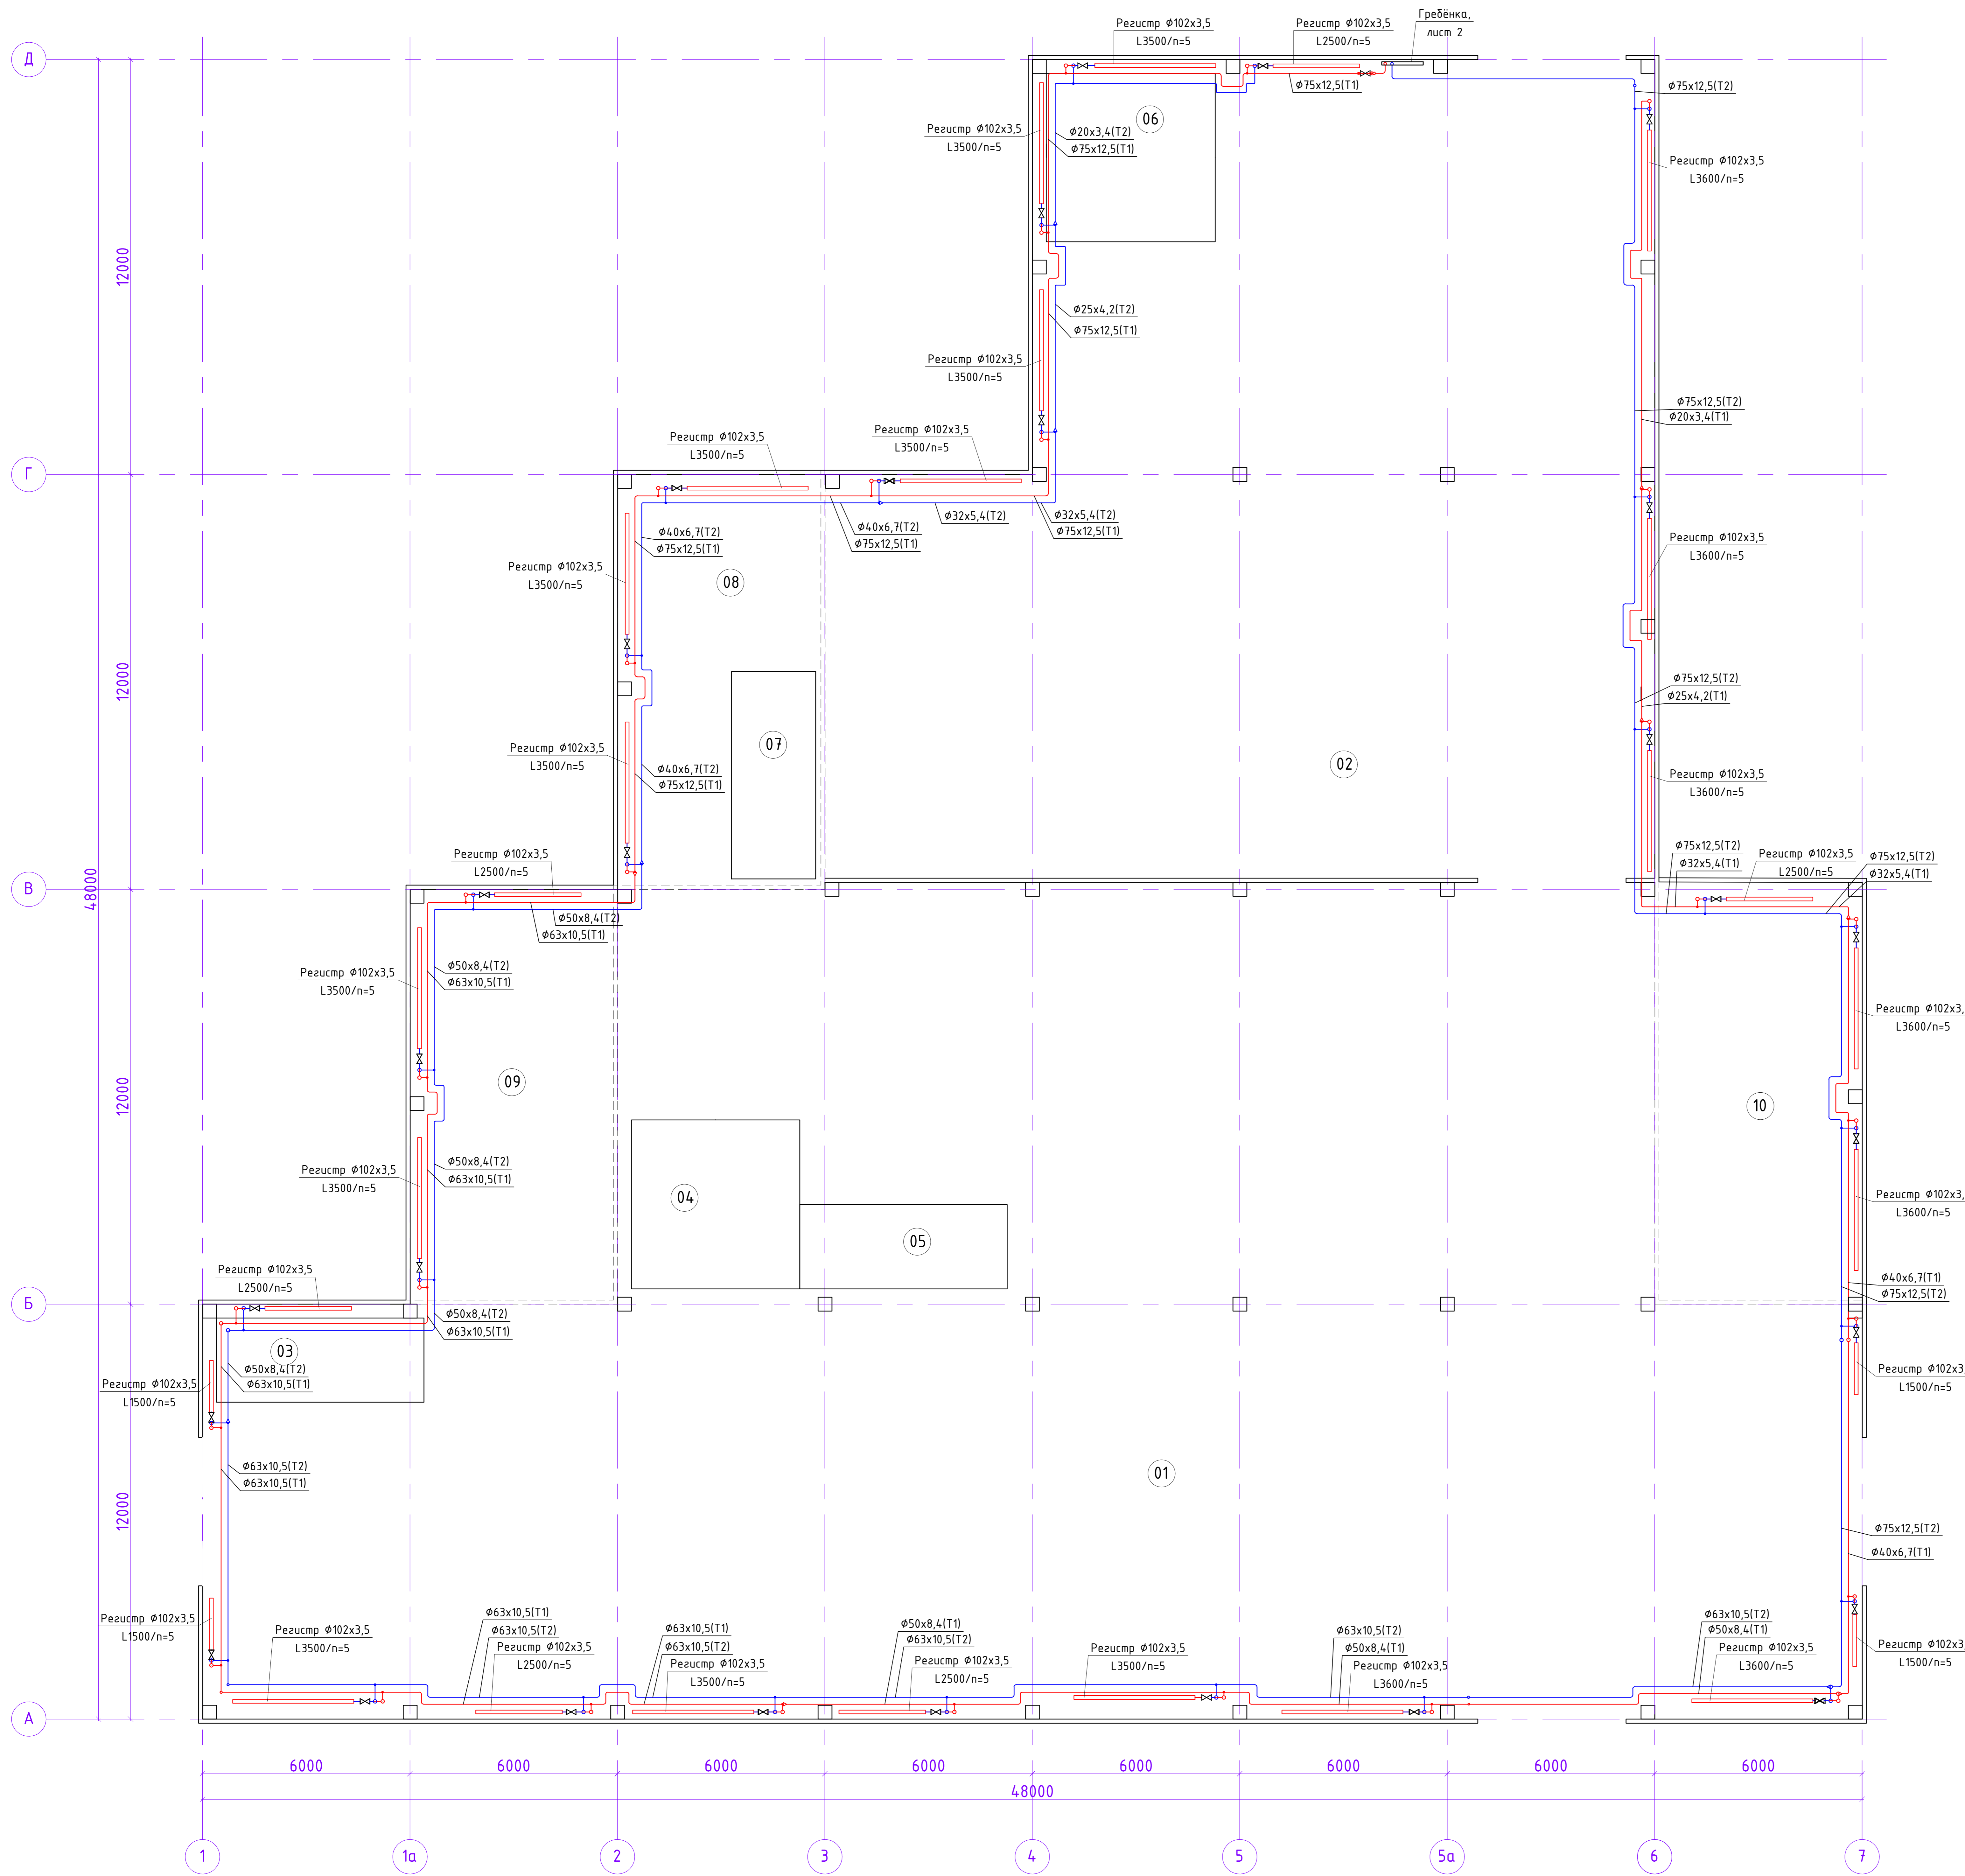 Гребёнка,
лист 2
Регистр Ф102х3,5
L3500/n=5
Регистр Ф102х3,5
L2500/n=5
Д
Ф75х12,5(Т1)
Ф75х12,5(Т2)
06
Регистр Ф102х3,5
L3500/n=5
Ф20х3,4(Т2)
Ф75х12,5(Т1)
Регистр Ф102х3,5
L3600/n=5
12000
Ф25х4,2(Т2)
Ф75х12,5(Т1)
Регистр Ф102х3,5
L3500/n=5
Ф75х12,5(Т2)
Ф20х3,4(Т1)
Регистр Ф102х3,5
L3500/n=5
Регистр Ф102х3,5
L3500/n=5
Г
Ф40х6,7(Т2)
Ф75х12,5(Т1)
Ф40х6,7(Т2)
Ф75х12,5(Т1)
Ф32х5,4(Т2)
Ф32х5,4(Т2)
Ф75х12,5(Т1)
Регистр Ф102х3,5
L3600/n=5
Регистр Ф102х3,5
L3500/n=5
08
12000
Ф75х12,5(Т2)
Ф25х4,2(Т1)
Регистр Ф102х3,5
L3500/n=5
07
02
Ф40х6,7(Т2)
Ф75х12,5(Т1)
Регистр Ф102х3,5
L3600/n=5
Регистр Ф102х3,5
L2500/n=5
Ф75х12,5(Т2)
Ф32х5,4(Т1)
Регистр Ф102х3,5
L2500/n=5
Ф75х12,5(Т2)
Ф32х5,4(Т1)
В
48000
Ф50х8,4(Т2)
Ф63х10,5(Т1)
Регистр Ф102х3,5
L3500/n=5
Ф50х8,4(Т2)
Ф63х10,5(Т1)
Регистр Ф102х3,
L3600/n=5
09
12000
10
Регистр Ф102х3,5
L3500/n=5
Ф50х8,4(Т2)
Ф63х10,5(Т1)
04
05
Регистр Ф102х3,
L3600/n=5
Регистр Ф102х3,5
L2500/n=5
Ф40х6,7(Т1)
Ф75х12,5(Т2)
Б
Ф50х8,4(Т2)
Ф63х10,5(Т1)
03
Ф50х8,4(Т2)
Ф63х10,5(Т1)
Регистр Ф102х3,5
L1500/n=5
Регистр Ф102х3,
L1500/n=5
Ф63х10,5(Т2)
Ф63х10,5(Т1)
01
12000
Ф75х12,5(Т2)
Ф40х6,7(Т1)
Регистр Ф102х3,5
L1500/n=5
Регистр Ф102х3,5
L3500/n=5
Ф63х10,5(Т1)
Ф63х10,5(Т2)
Регистр Ф102х3,5
L2500/n=5
Ф63х10,5(Т1)
Ф63х10,5(Т2)
Регистр Ф102х3,5
L3500/n=5
Ф50х8,4(Т1)
Ф63х10,5(Т2)
Регистр Ф102х3,5
L2500/n=5
Регистр Ф102х3,5
L3500/n=5
Ф63х10,5(Т2)
Ф50х8,4(Т1)
Регистр Ф102х3,5
L3600/n=5
Ф63х10,5(Т2)
Ф50х8,4(Т1)
Регистр Ф102х3,5
L3600/n=5
Регистр Ф102х3
L1500/n=5
А
6000
6000
6000
6000
6000
6000
6000
6000
48000
1
1а
2
3
4
5
5а
6
7